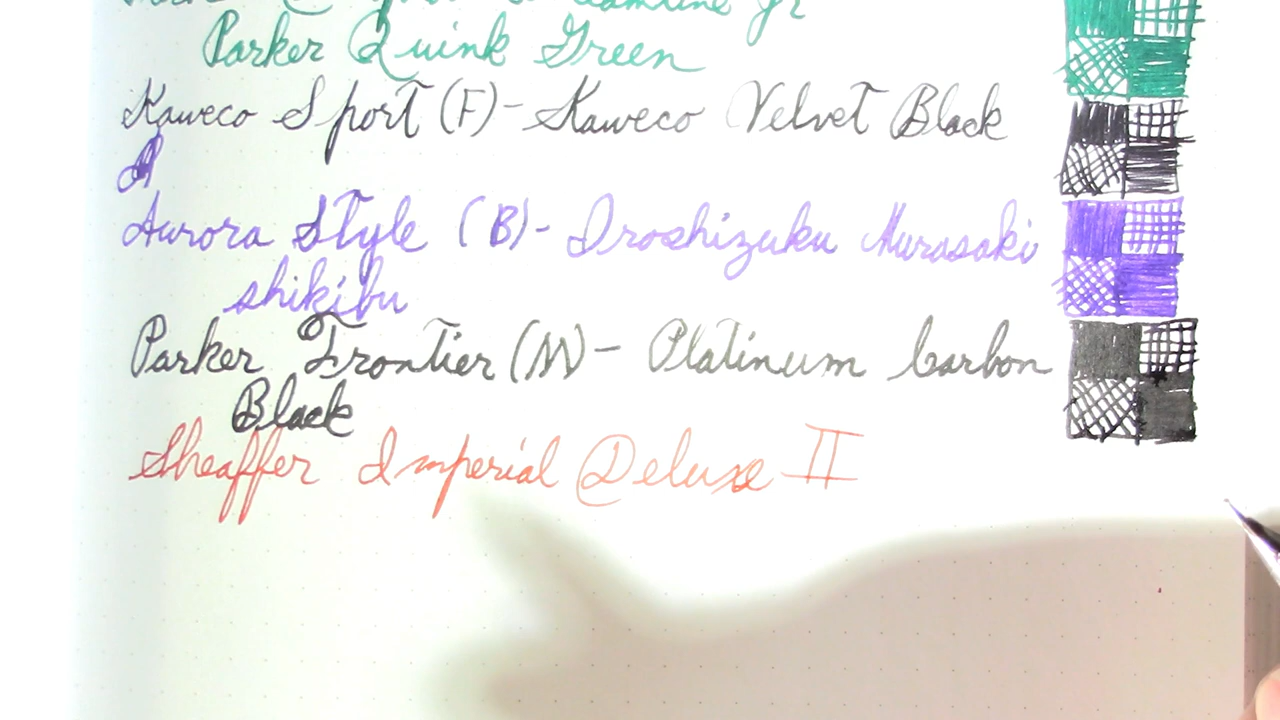 Parker Quink Green
Kaweco Sport (F) - Kaweco Velvet Black
A
Aurora Style (B) - Iroshizuku Murasaki
shikibu
Parker Frontier (M) - Platinum Carbon
Black
Sheaffer Imperial Deluxe II